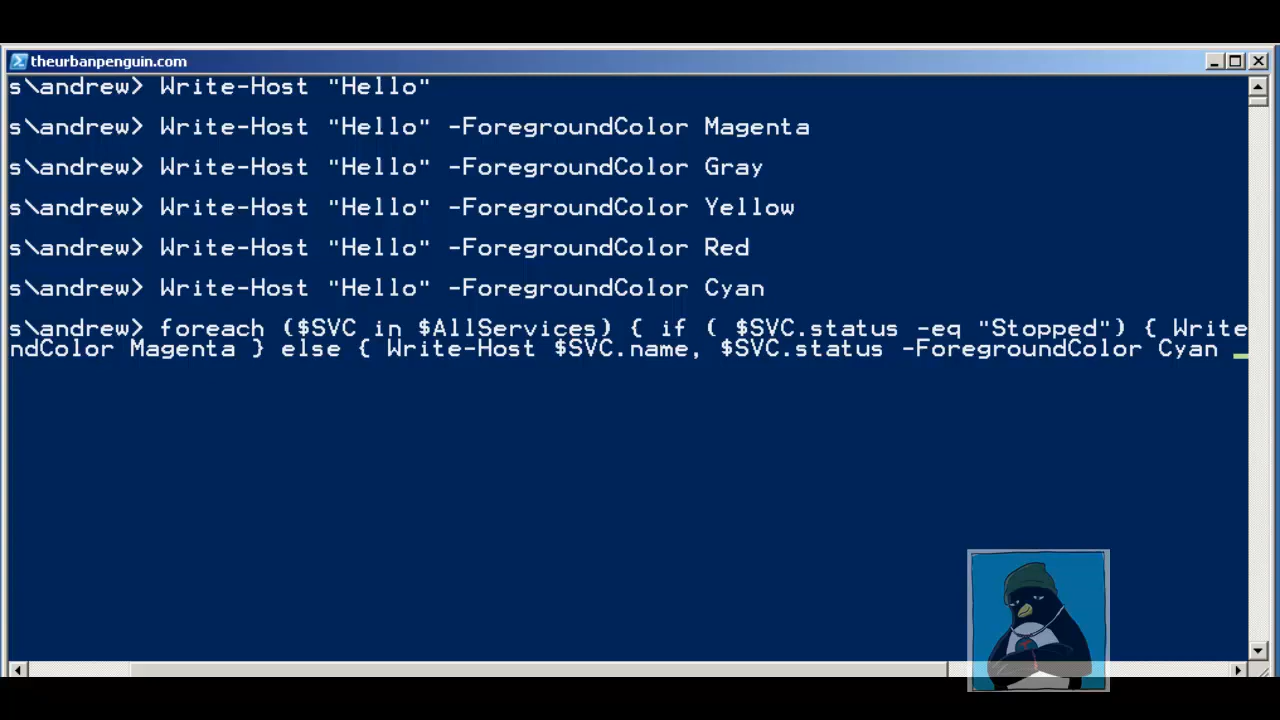 theurbanpenguin.com
s\andrew> Write-Host "Hello"
s\andrew> Write-Host "Hello" -ForegroundColor Magenta
s\andrew> Write-Host "Hello" -ForegroundColor Gray
s\andrew> Write-Host "Hello" -ForegroundColor Yellow
s\andrew> Write-Host "Hello" -ForegroundColor Red
s\andrew> Write-Host "Hello" -ForegroundColor Cyan
s\andrew> foreach ($SVC in $AllServices) { if ( $SVC.status -eq "Stopped") { Write
ndColor Magenta } else { Write-Host $SVC.name, $SVC.status -ForegroundColor Cyan